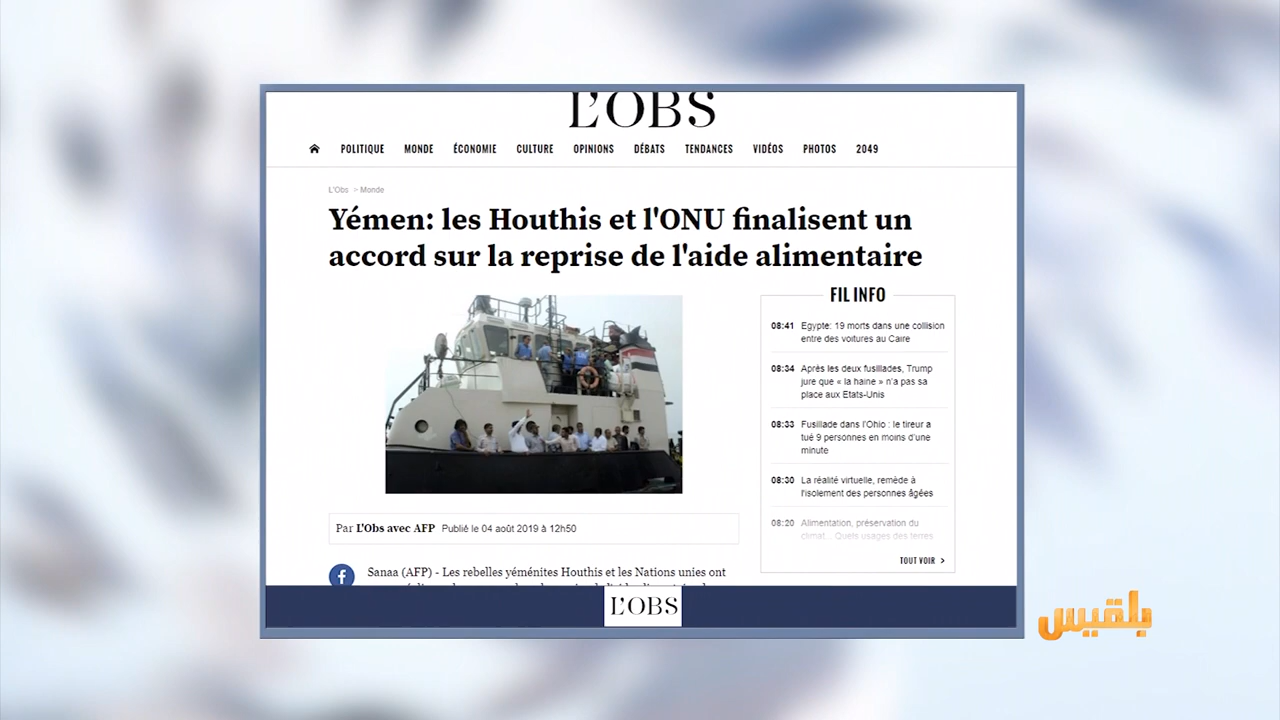 L'OBS
POLITIQUE MONDE ÉCONOMIE CULTURE OPINIONS DÉBATS TENDANCES VIDÉOS PHOTOS 2049
L'Obs > Monde
Yémen: les Houthis et l'ONU finalisent un
accord sur la reprise de l'aide alimentaire
FIL INFO
08:41 Egypte: 19 morts dans une collision
entre des voitures au Caire
08:34 Après les deux fusillades, Trump
jure que « la haine » n'a pas sa
place aux Etats-Unis
08:33 Fusillade dans l'Ohio : le tireur a
tué 9 personnes en moins d'une
minute
08:30 La réalité virtuelle, remède à
l'isolement des personnes âgées
08:20 Alimentation, préservation du
climat... Quels usages des terres
TOUT VOIR >
Par L'Obs avec AFP Publié le 04 août 2019 à 12h50
Sanaa (AFP) - Les rebelles yéménites Houthis et les Nations unies ont
L'OBS
بلقيس